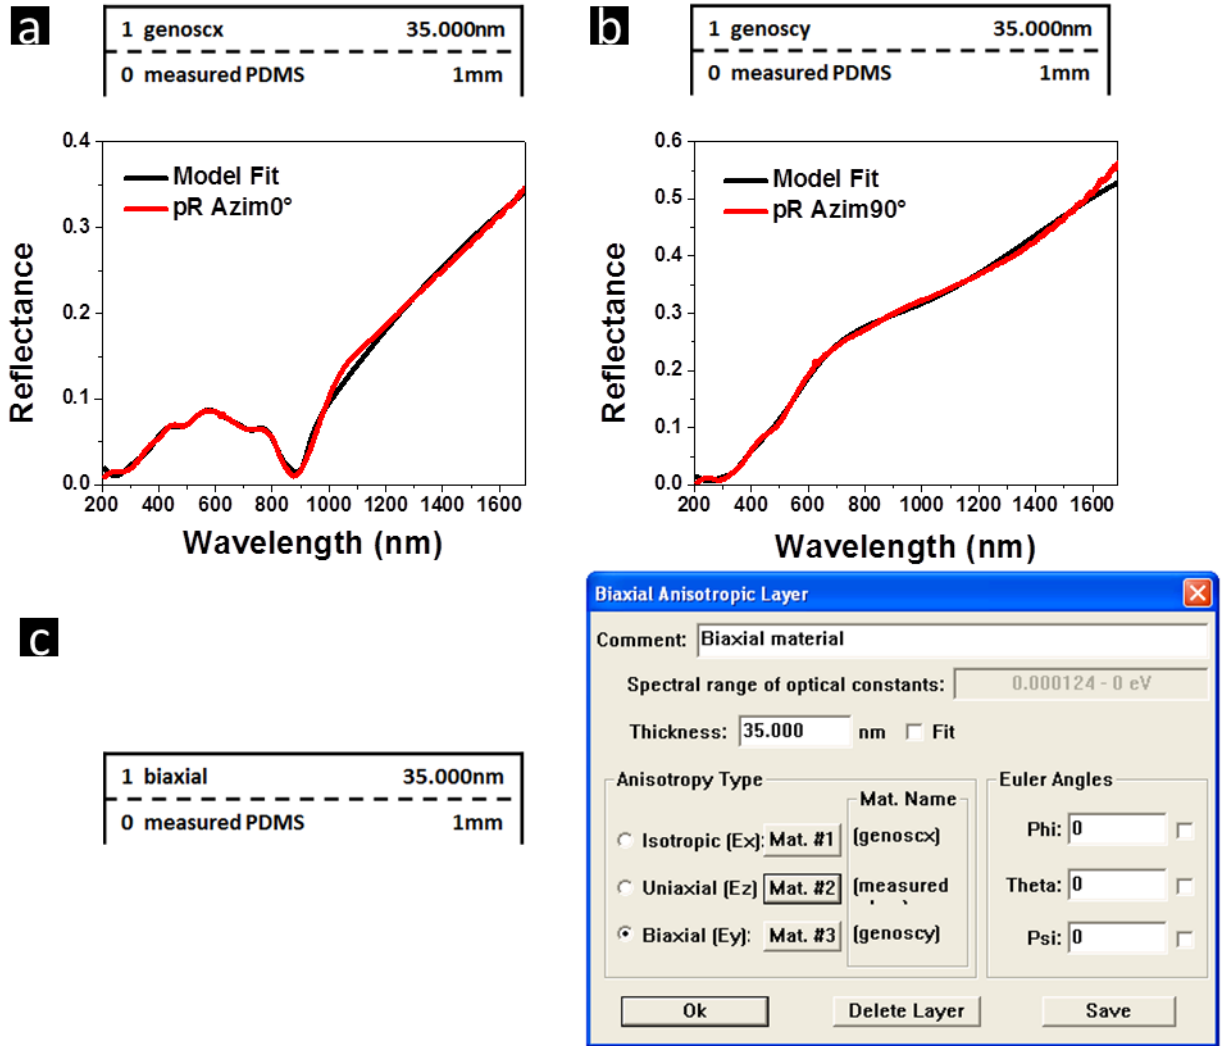 a
1 genoscx 35.000nm
0 measured PDMS 1mm
b
1 genoscy 35.000nm
0 measured PDMS 1mm
0.4
0.3
0.2
0.1
0.0
Reflectance
Model Fit
pR Azim0°
200 400 600 800 1000 1200 1400 1600
Wavelength (nm)
0.6
0.5
0.4
0.3
0.2
0.1
0.0
Reflectance
Model Fit
pR Azim90°
200 400 600 800 1000 1200 1400 1600
Wavelength (nm)
c
1 biaxial 35.000nm
0 measured PDMS 1mm
Biaxial Anisotropic Layer
Comment: Biaxial material
Spectral range of optical constants: 0.000124 - 0 eV
Thickness: 35.000 nm Fit
Anisotropy Type
Mat. Name
Isotropic (Ex): Mat. #1 (genoscx)
Uniaxial (Ez) Mat. #2 (measured
Biaxial (Ey): Mat. #3 (genoscy)
Euler Angles
Phi: 0
Theta: 0
Psi: 0
Ok Delete Layer Save